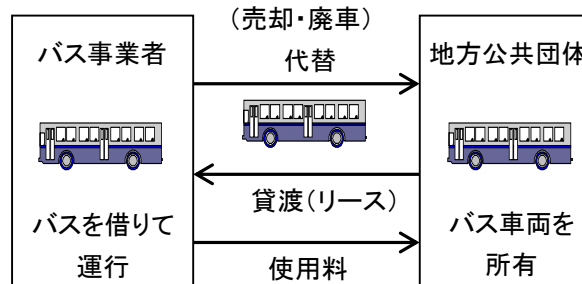 (売却・廃車)
バス事業者
代替
地方公共団体
貸渡(リース)
バスを借りて
運行
使用料
バス車両を
所有